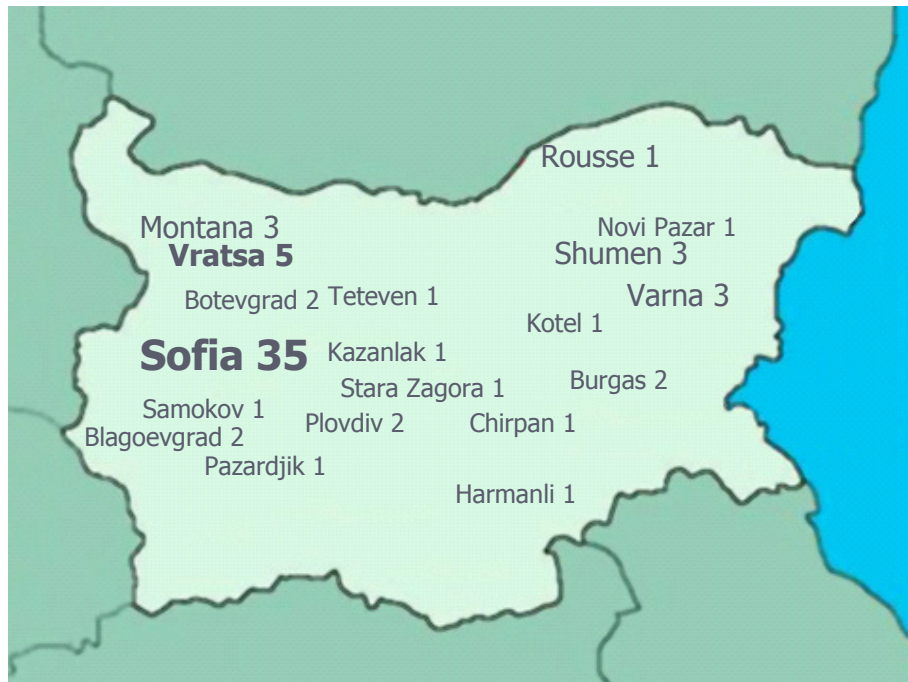 Rousse 1
Montana 3
Novi Pazar 1
Vratsa 5
Shumen 3
Botevgrad 2
Teteven 1
Varna 3
Kotel 1
Sofia 35
Kazanlak 1
Stara Zagora 1
Burgas 2
Samokov 1
Plovdiv 2
Chirpan 1
Blagoevgrad 2
Pazardjik 1
Harmanli 1